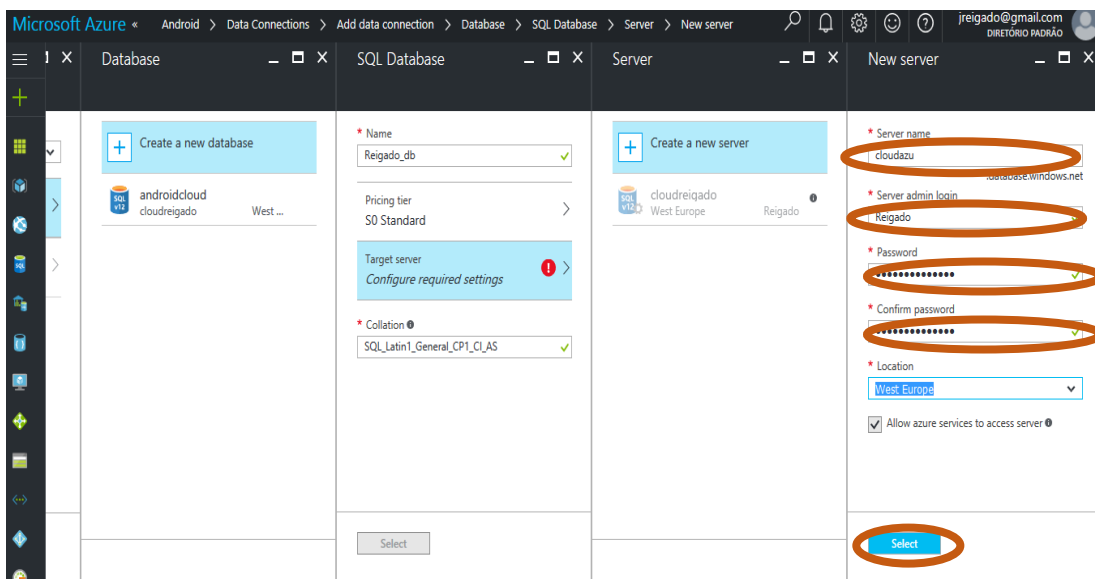 Microsoft Azure « Android > Data Connections > Add data connection > Database > SQL Database > Server > New server
jreigado@gmail.com
DIRETÓRIO PADRÃO
Database
SQL Database
Server
New server
Create a new database
androidcloud
cloudreigado West ...
* Name
Reigado_db
Pricing tier
S0 Standard
Target server
Configure required settings
* Collation
SQL_Latin1_General_CP1_CI_AS
Select
Create a new server
cloudreigado
West Europe Reigado
* Server name
cloudazu
.database.windows.net
* Server admin login
Reigado
* Password
••••••••••••••
* Confirm password
••••••••••••••
* Location
West Europe
Allow azure services to access server
Select